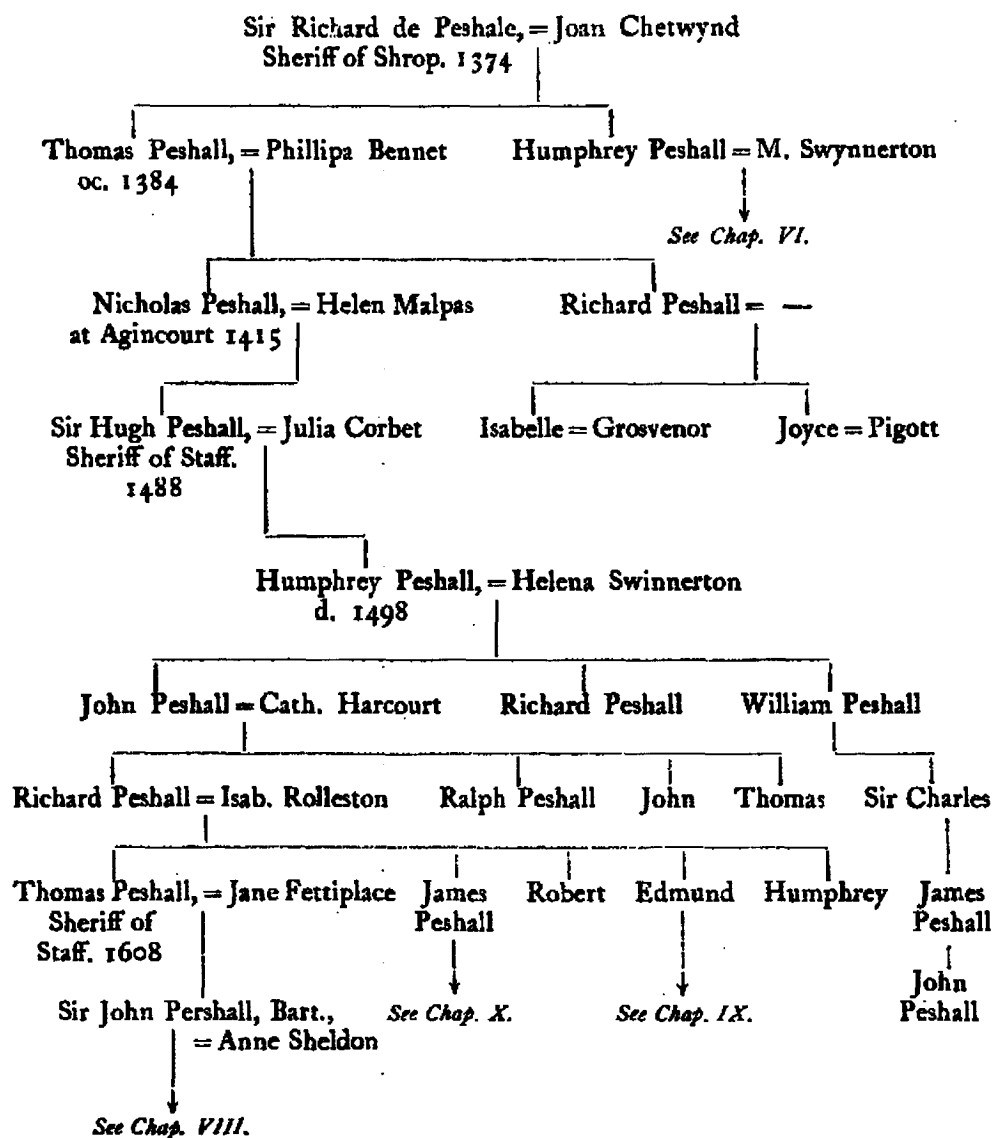 Sir Richard de Peshale, = Joan Chetwynd
Sheriff of Shrop. 1374
Thomas Peshall, = Phillipa Bennet
oc. 1384
Humphrey Peshall = M. Swynnerton
See Chap. VI.
Nicholas Peshall, = Helen Malpas
at Agincourt 1415
Richard Peshall = —
Sir Hugh Peshall, = Julia Corbet
Sheriff of Staff.
1488
Isabelle = Grosvenor
Joyce = Pigott
Humphrey Peshall, = Helena Swinnerton
d. 1498
John Peshall = Cath. Harcourt
Richard Peshall
William Peshall
Richard Peshall = Isab. Rolleston
Ralph Peshall
John
Thomas
Sir Charles
Thomas Peshall, = Jane Fettiplace
Sheriff of
Staff. 1608
James
Peshall
Robert
Edmund
Humphrey
James
Peshall
John
Peshall
Sir John Pershall, Bart.,
= Anne Sheldon
See Chap. X.
See Chap. IX.
See Chap. VIII.